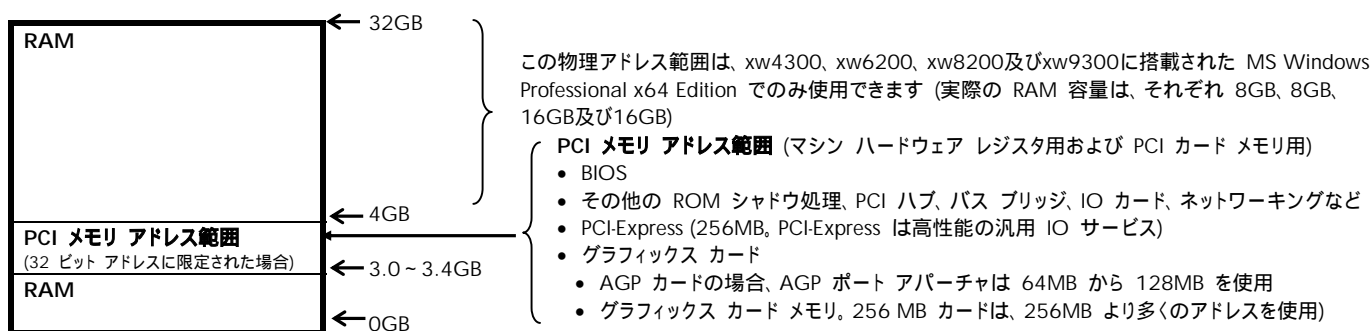 RAM
32GB
この物理アドレス範囲は、xw4300、xw6200、xw8200及びxw9300に搭載された MS Windows
Professional x64 Edition でのみ使用できます (実際の RAM 容量は、それぞれ 8GB、8GB、
16GB及び16GB)
4GB
PCI メモリ アドレス範囲
(32 ビット アドレスに限定された場合)
3.0~3.4GB
RAM
0GB
PCI メモリ アドレス範囲 (マシン ハードウェア レジスタ用および PCI カード メモリ用)
• BIOS
• その他の ROM シャドウ処理、PCI ハブ、バス ブリッジ、IO カード、ネットワーキングなど
• PCI-Express (256MB。PCI-Express は高性能の汎用 IO サービス)
• グラフィックス カード
• AGP カードの場合、AGP ポート アパーチャは 64MB から 128MB を使用
• グラフィックス カード メモリ。256 MB カードは、256MB より多くのアドレスを使用)